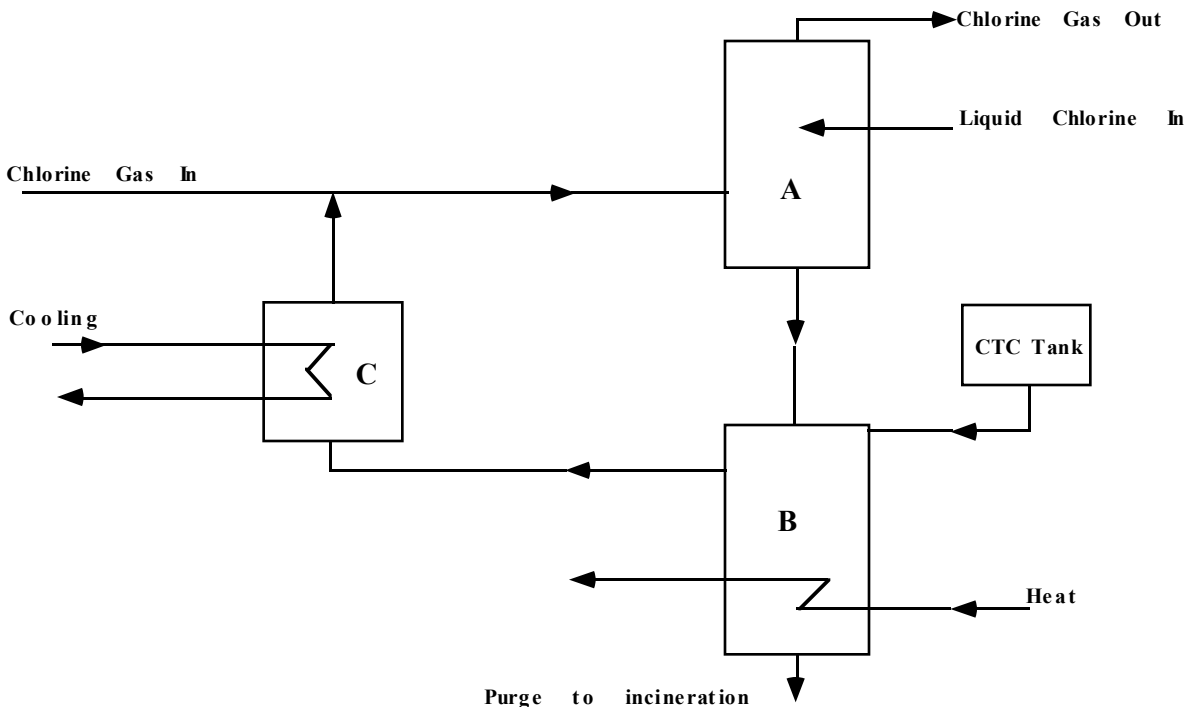 Chlorine Gas Out
Liquid Chlorine In
Chlorine Gas In
A
Cooling
C
CTC Tank
B
Heat
Purge to incineration